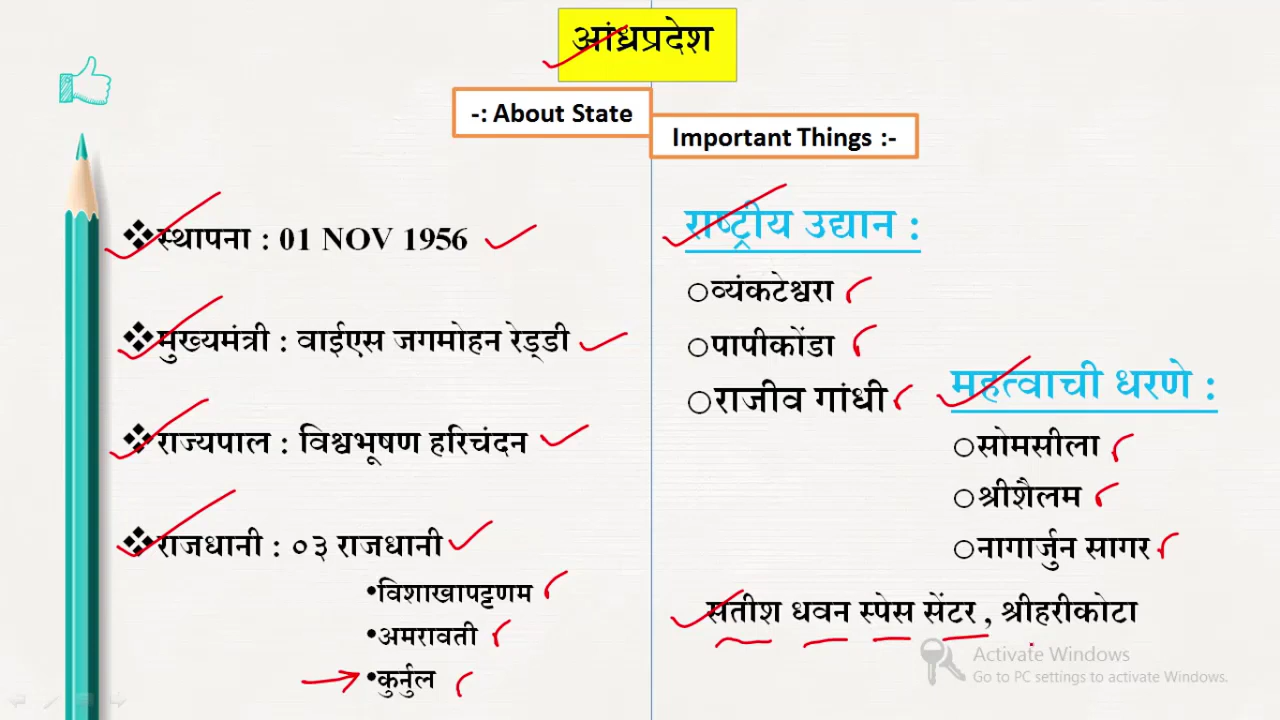 आंध्रप्रदेश
-: About State
Important Things :-
स्थापना : 01 NOV 1956
मुख्यमंत्री : वाईएस जगमोहन रेड्डी
राज्यपाल : विश्वभूषण हरिचंदन
राजधानी : ०३ राजधानी
•विशाखापट्टणम
•अमरावती
•कुर्नुल
राष्ट्रीय उद्यान :
व्यंकटेश्वरा
पापीकोंडा
राजीव गांधी
महत्वाची धरणे :
सोमसीला
श्रीशैलम
नागार्जुन सागर
सतीश धवन स्पेस सेंटर , श्रीहरीकोटा
Activate Windows
Go to PC settings to activate Windows.